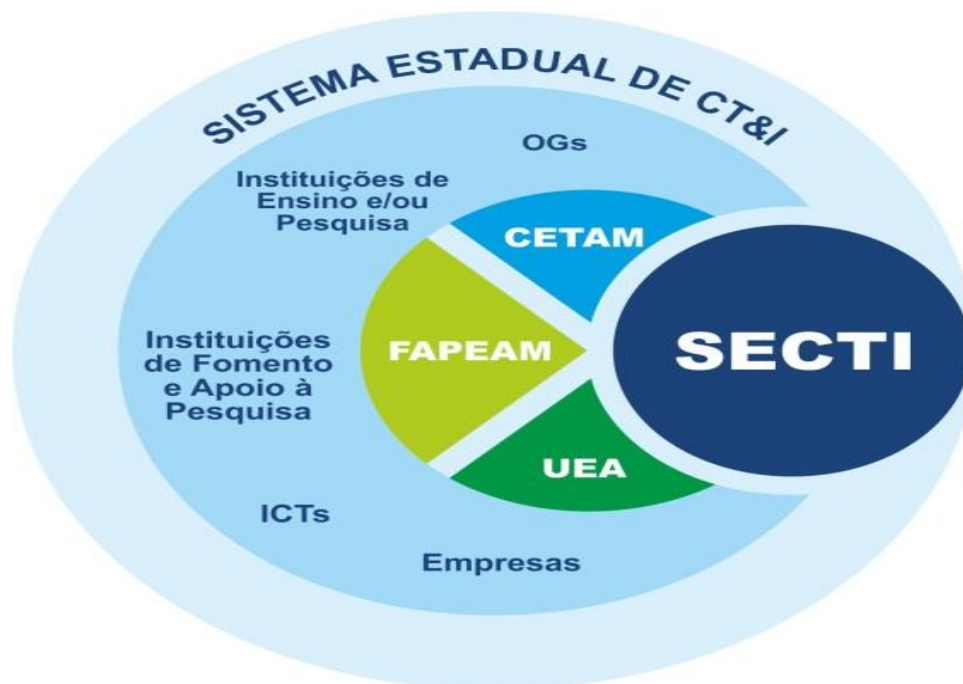 SISTEMA ESTADUAL DE CT&I
OGs
Instituições de
Ensino e/ou
Pesquisa
CETAM
SECTI
FAPEAM
Instituições
de Fomento
e Apoio à
Pesquisa
UEA
ICTs
Empresas